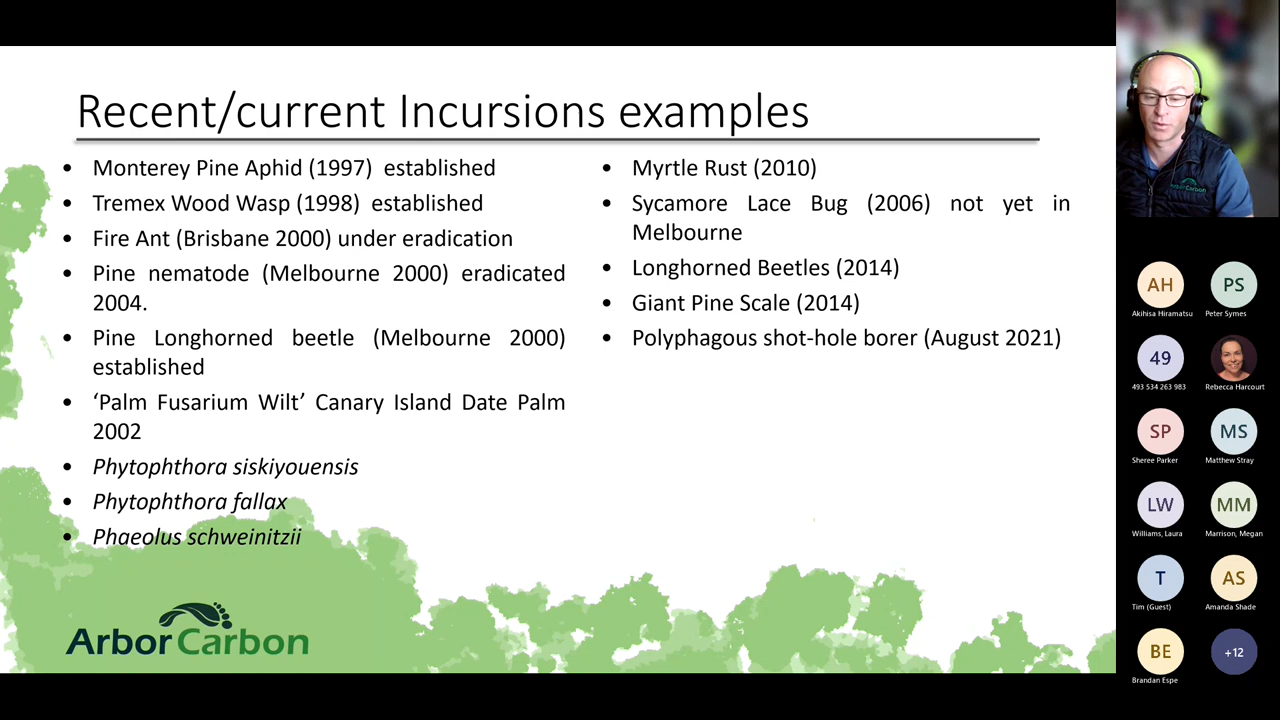 Recent/current Incursions examples
• Monterey Pine Aphid (1997) established
• Tremex Wood Wasp (1998) established
• Fire Ant (Brisbane 2000) under eradication
• Pine nematode (Melbourne 2000) eradicated
2004.
• Pine Longhorned beetle (Melbourne 2000)
established
• ‘Palm Fusarium Wilt’ Canary Island Date Palm
2002
• Phytophthora siskiyouensis
• Phytophthora fallax
• Phaeolus schweinitzii
• Myrtle Rust (2010)
• Sycamore Lace Bug (2006) not yet in
Melbourne
• Longhorned Beetles (2014)
• Giant Pine Scale (2014)
• Polyphagous shot-hole borer (August 2021)
ArborCarbon
ArborCarbon
AH
Akihisa Hiramatsu
PS
Peter Symes
49
493 534 263 983
Rebecca Harcourt
SP
Sheree Parker
MS
Matthew Stray
LW
Williams, Laura
MM
Marrison, Megan
T
Tim (Guest)
AS
Amanda Shade
BE
Brandan Espe
+12